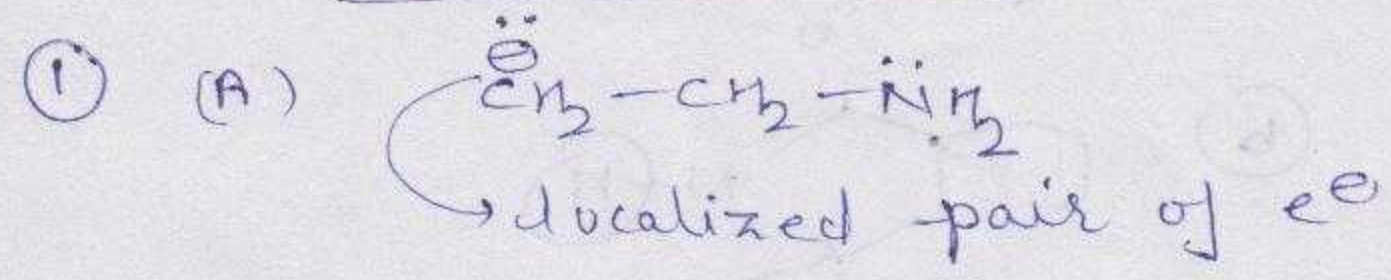 ① (A) :C̈H₂⊖ — CH₂ — N̈H₂
→ localized pair of e⊖